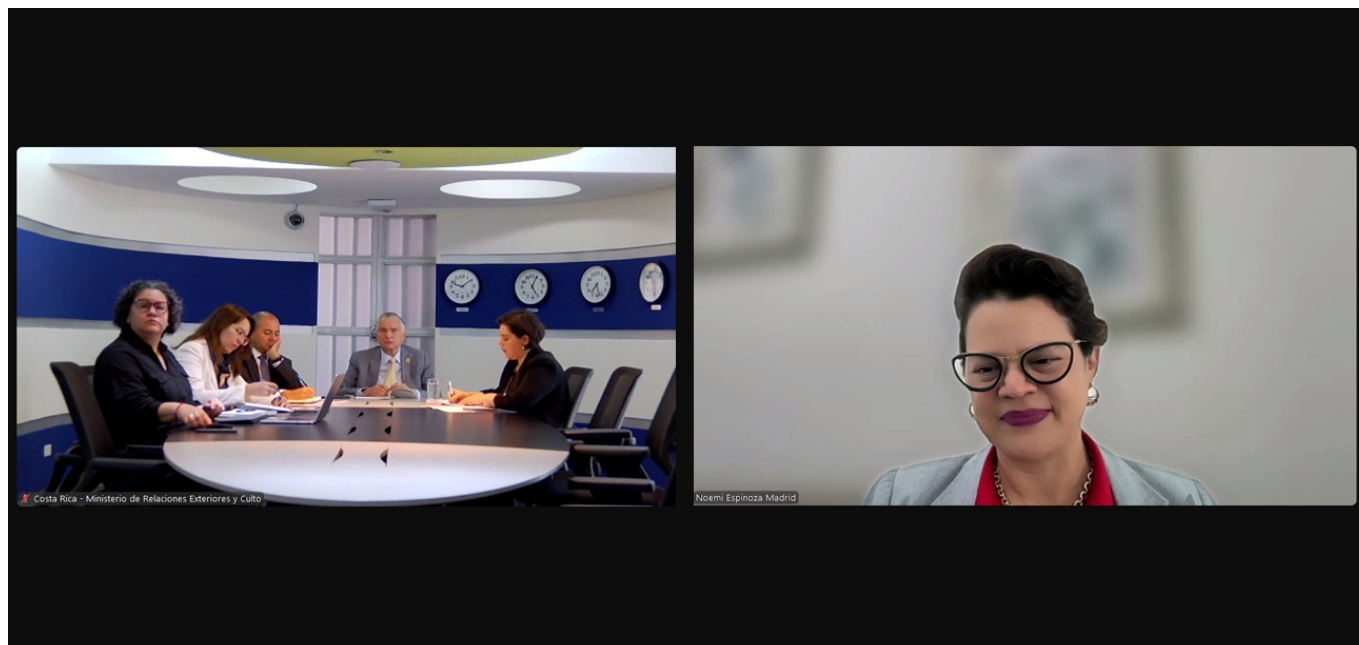 Costa Rica - Ministerio de Relaciones Exteriores y Culto
Noemi Espinoza Madrid